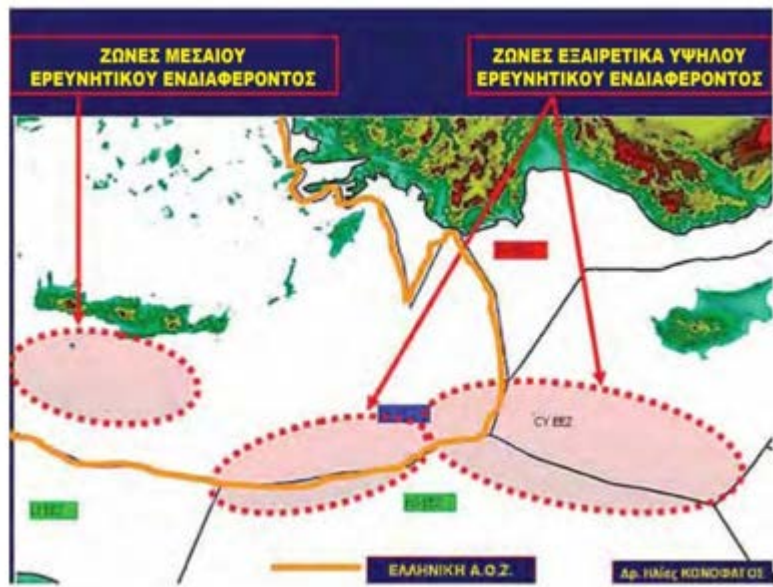 ΖΩΝΕΣ ΜΕΣΑΙΟΥ
ΕΡΕΥΝΗΤΙΚΟΥ ΕΝΔΙΑΦΕΡΟΝΤΟΣ
ΖΩΝΕΣ ΕΞΑΙΡΕΤΙΚΑ ΥΨΗΛΟΥ
ΕΡΕΥΝΗΤΙΚΟΥ ΕΝΔΙΑΦΕΡΟΝΤΟΣ
CY EEZ
ΕΛΛΗΝΙΚΗ Α.Ο.Ζ.
Δρ. Ηλίας ΚΟΝΟΦΑΓΟΣ